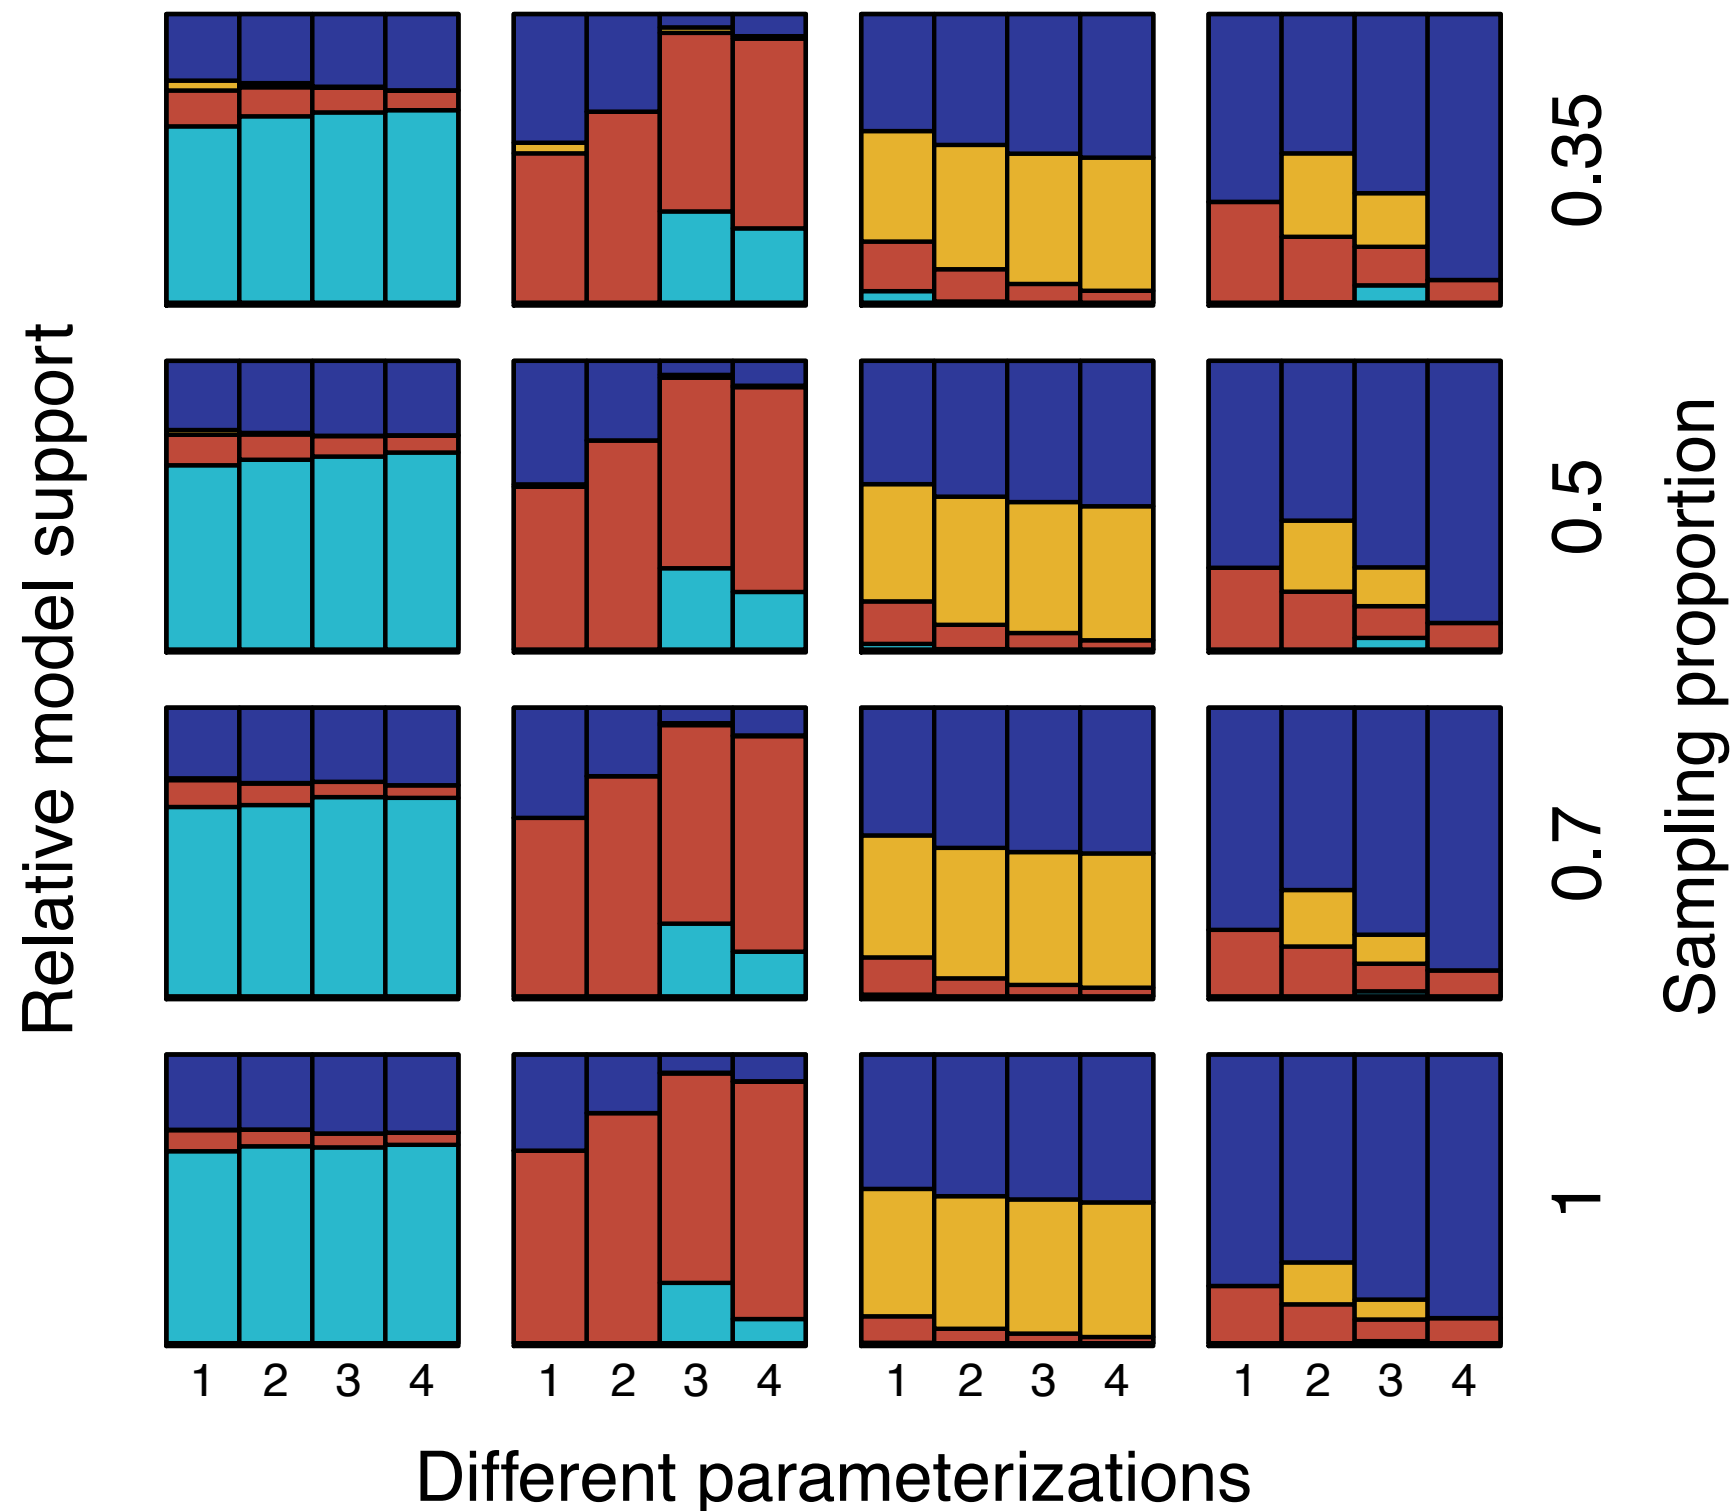 Relative model support
0.35
0.5
0.7
1
Sampling proportion
1 2 3 4 1 2 3 4 1 2 3 4 1 2 3 4
Different parameterizations